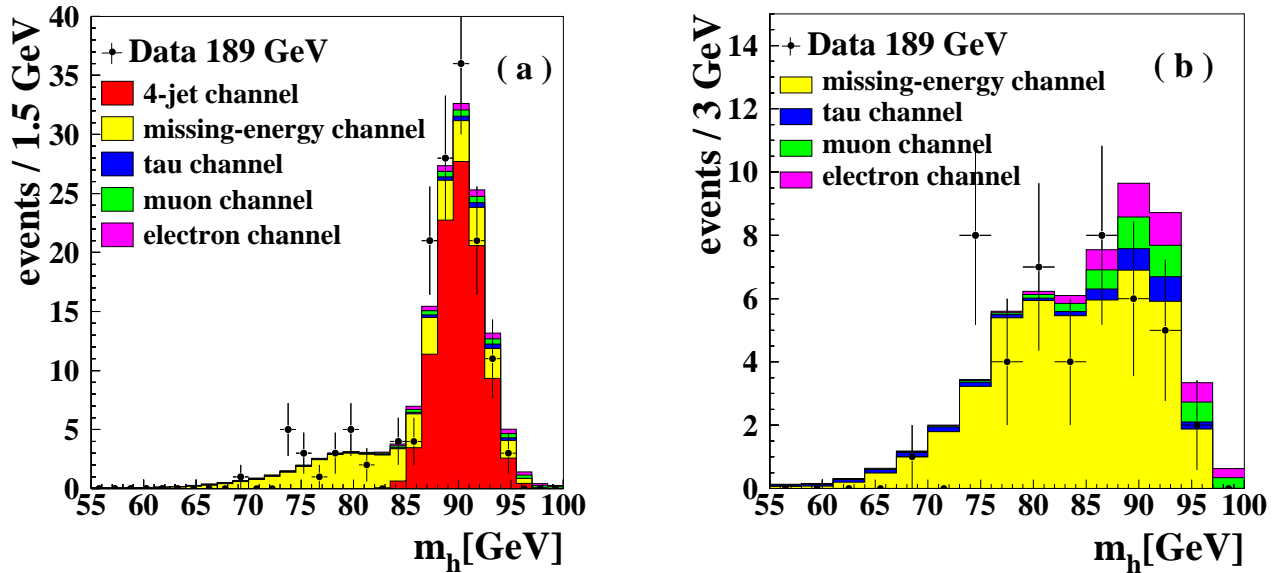 events / 1.5 GeV
40
35
30
25
20
15
10
5
0
Data 189 GeV
( a )
4-jet channel
missing-energy channel
tau channel
muon channel
electron channel
55 60 65 70 75 80 85 90 95 100
m_h[GeV]
events / 3 GeV
14
12
10
8
6
4
2
0
Data 189 GeV
( b )
missing-energy channel
tau channel
muon channel
electron channel
55 60 65 70 75 80 85 90 95 100
m_h[GeV]